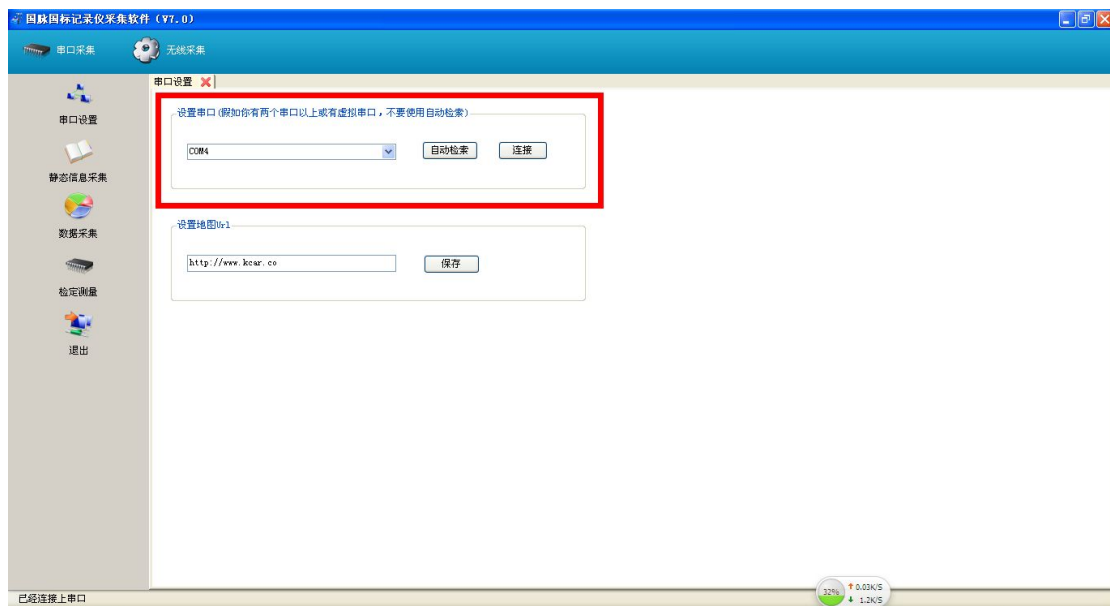 国脉国标记录仪采集软件 (V7.0)
串口采集
无线采集
串口设置
静态信息采集
数据采集
检定测量
退出
串口设置
设置串口(假如你有两个串口以上或有虚拟串口,不要使用自动检索)
COM4
自动检索
连接
设置地图Url
http://www.kcar.co
保存
已经连接上串口
32%
0.03K/S
1.2K/S